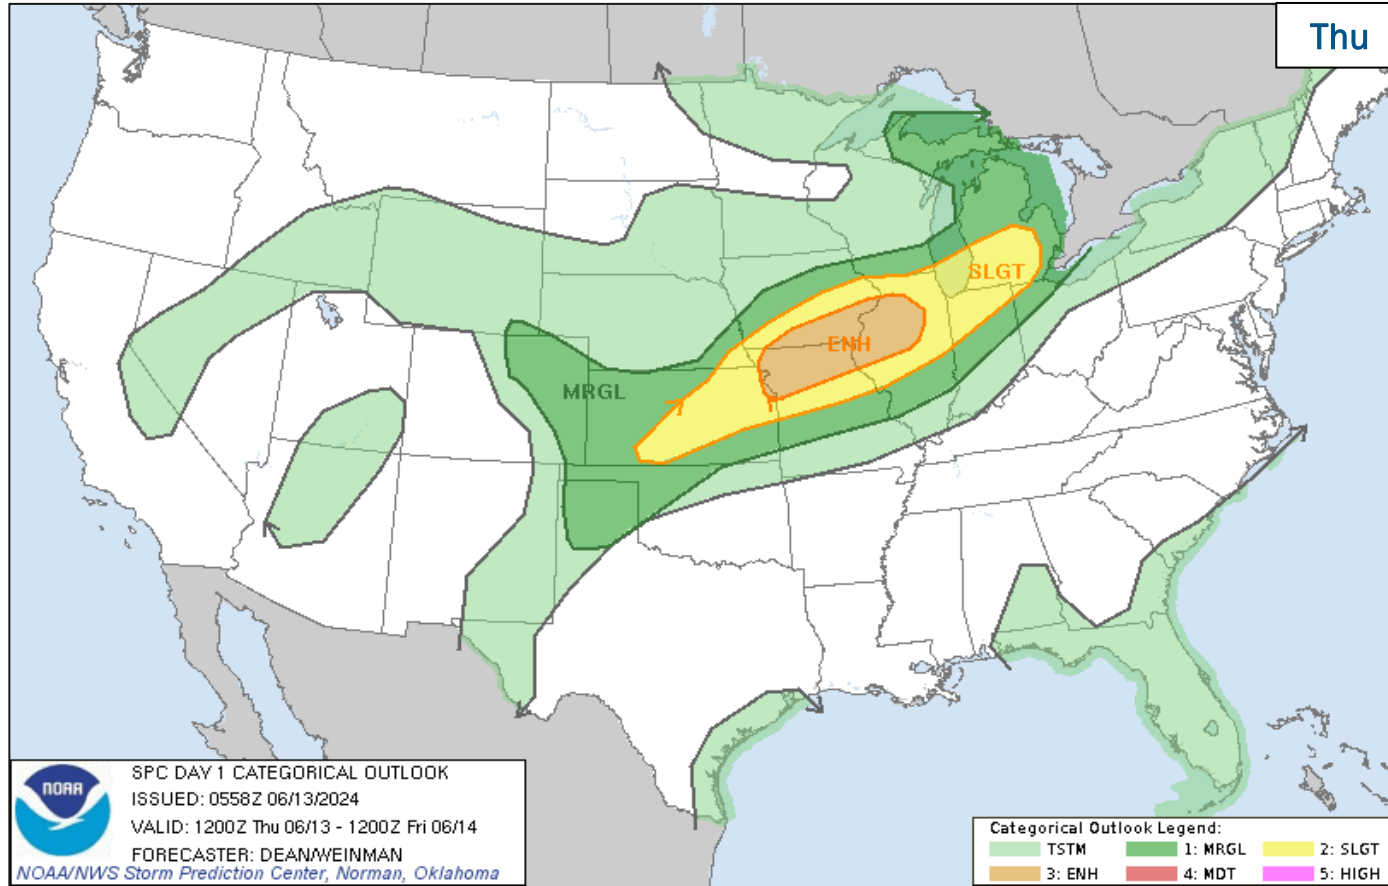 Thu
SLGT
ENH
MRGL
NOAA
SPC DAY 1 CATEGORICAL OUTLOOK
ISSUED: 0558Z 06/13/2024
VALID: 1200Z Thu 06/13 - 1200Z Fri 06/14
FORECASTER: DEAN/WEINMAN
NOAA/NWS Storm Prediction Center, Norman, Oklahoma
Categorical Outlook Legend:
TSTM 1: MRGL 2: SLGT
3: ENH 4: MDT 5: HIGH